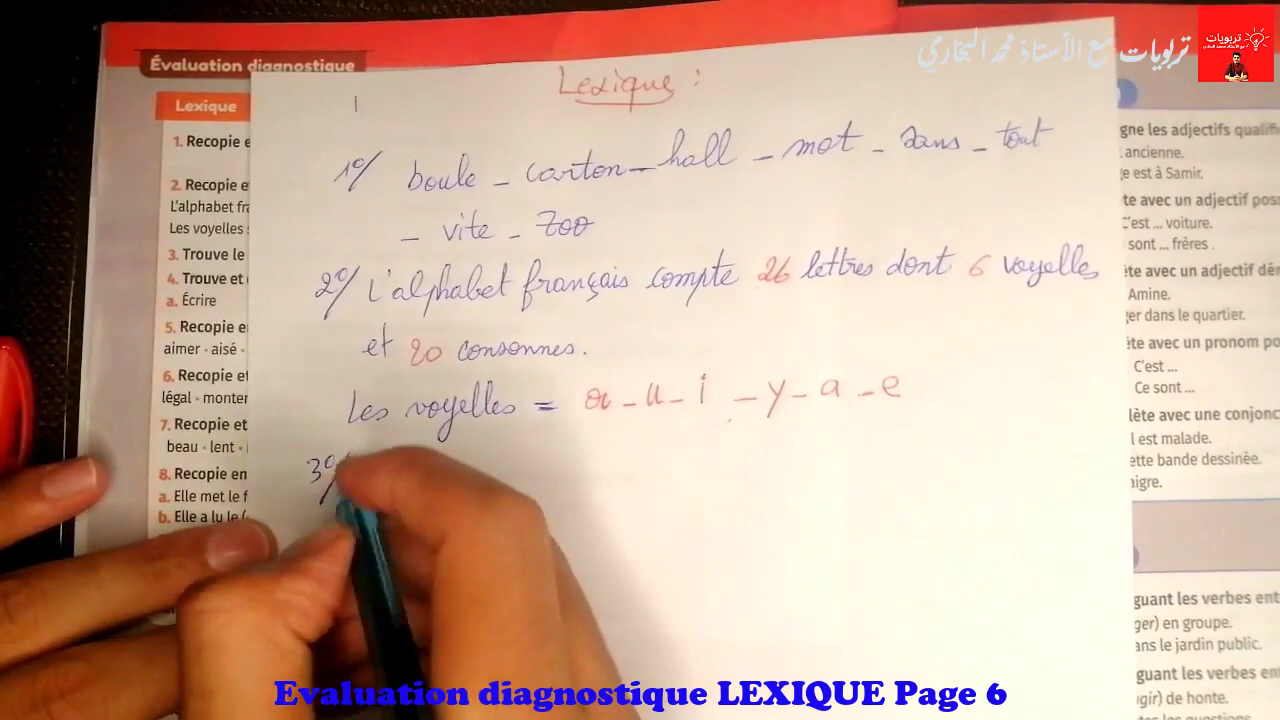 تربويات مع الأستاذ محمد البخاري
تربويات
Évaluation diagnostique
Lexique
1. Recopie e
2. Recopie e
L'alphabet fra
Les voyelles :
3. Trouve le
4. Trouve et
a. Écrire
5. Recopie e
aimer - aisé -
6. Recopie et
légal - monter
7. Recopie et
beau - lent -
8. Recopie en
a. Elle met le f
b. Elle a lu le (
Lexique :
1°/ boule - carton - hall - mot - sans - tout
- vite - zoo
2°/ L'alphabet français compte 26 lettres dont 6 voyelles
et 20 consonnes.
Les voyelles = o - u - i - y - a - e
3°/
gne les adjectifs qualifi
ancienne.
e est à Samir.
te avec un adjectif pos
C'est ... voiture.
sont ... frères .
ète avec un adjectif dé
Amine.
ger dans le quartier.
ète avec un pronom po
C'est ...
Ce sont ...
lète avec une conjonc
l est malade.
ette bande dessinée.
aigre.
guant les verbes ent
ger) en groupe.
ans le jardin public.
guant les verbes en
gir) de honte.
Evaluation diagnostique LEXIQUE Page 6